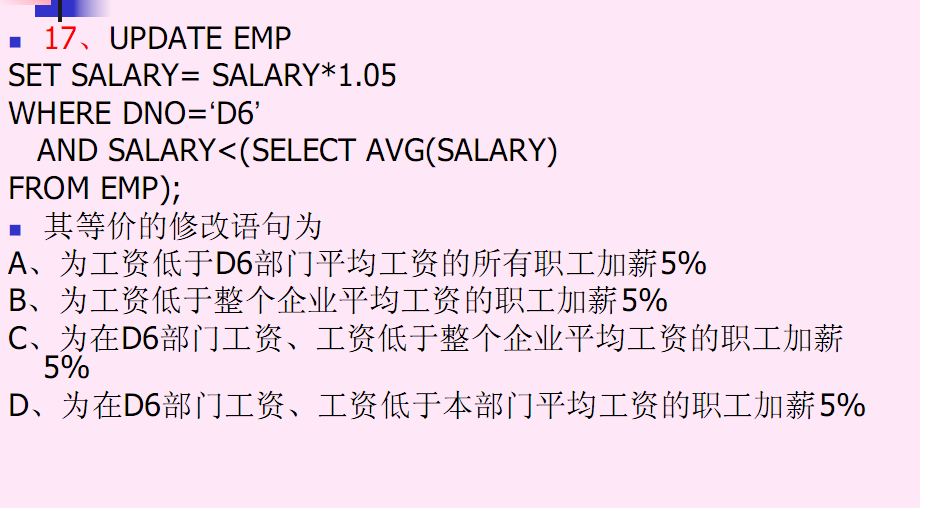 17、UPDATE EMP
SET SALARY= SALARY*1.05
WHERE DNO=‘D6’
AND SALARY<(SELECT AVG(SALARY)
FROM EMP);
其等价的修改语句为
A、为工资低于D6部门平均工资的所有职工加薪5%
B、为工资低于整个企业平均工资的职工加薪5%
C、为在D6部门工资、工资低于整个企业平均工资的职工加薪
5%
D、为在D6部门工资、工资低于本部门平均工资的职工加薪5%